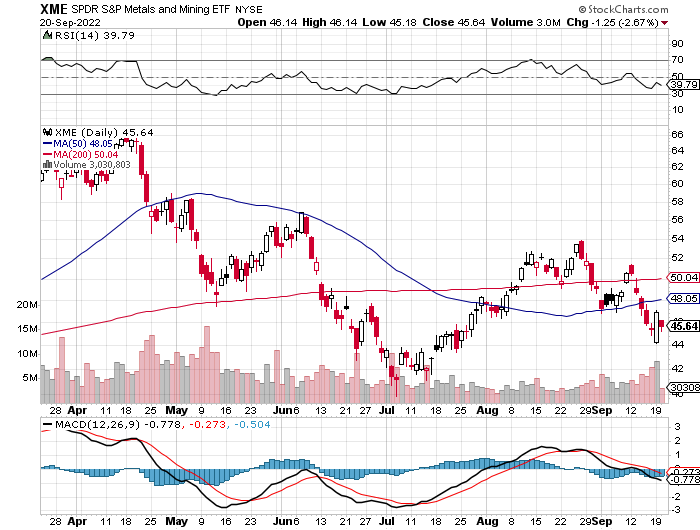 XME SPDR S&P Metals and Mining ETF NYSE © StockCharts.com
20-Sep-2022 Open 46.14 High 46.14 Low 45.18 Close 45.64 Volume 3.0M Chg -1.25 (-2.67%)
RSI(14) 39.79
90
70
50
39.79
30
10
XME (Daily) 45.64
MA(50) 48.05
MA(200) 50.04
Volume 3,030,803
66
64
62
60
58
56
54
52
50.04
48.05
46
45.64
44
42
40
20M
15M
10M
5M
30308
28 Apr 11 18 25 May 9 16 23 Jun 6 13 21 27 Jul 11 18 25 Aug 8 15 22 29 Sep 12 19
MACD(12,26,9) -0.778, -0.273, -0.504
3
2
1
0
-0.273
-0.778
-2
-3